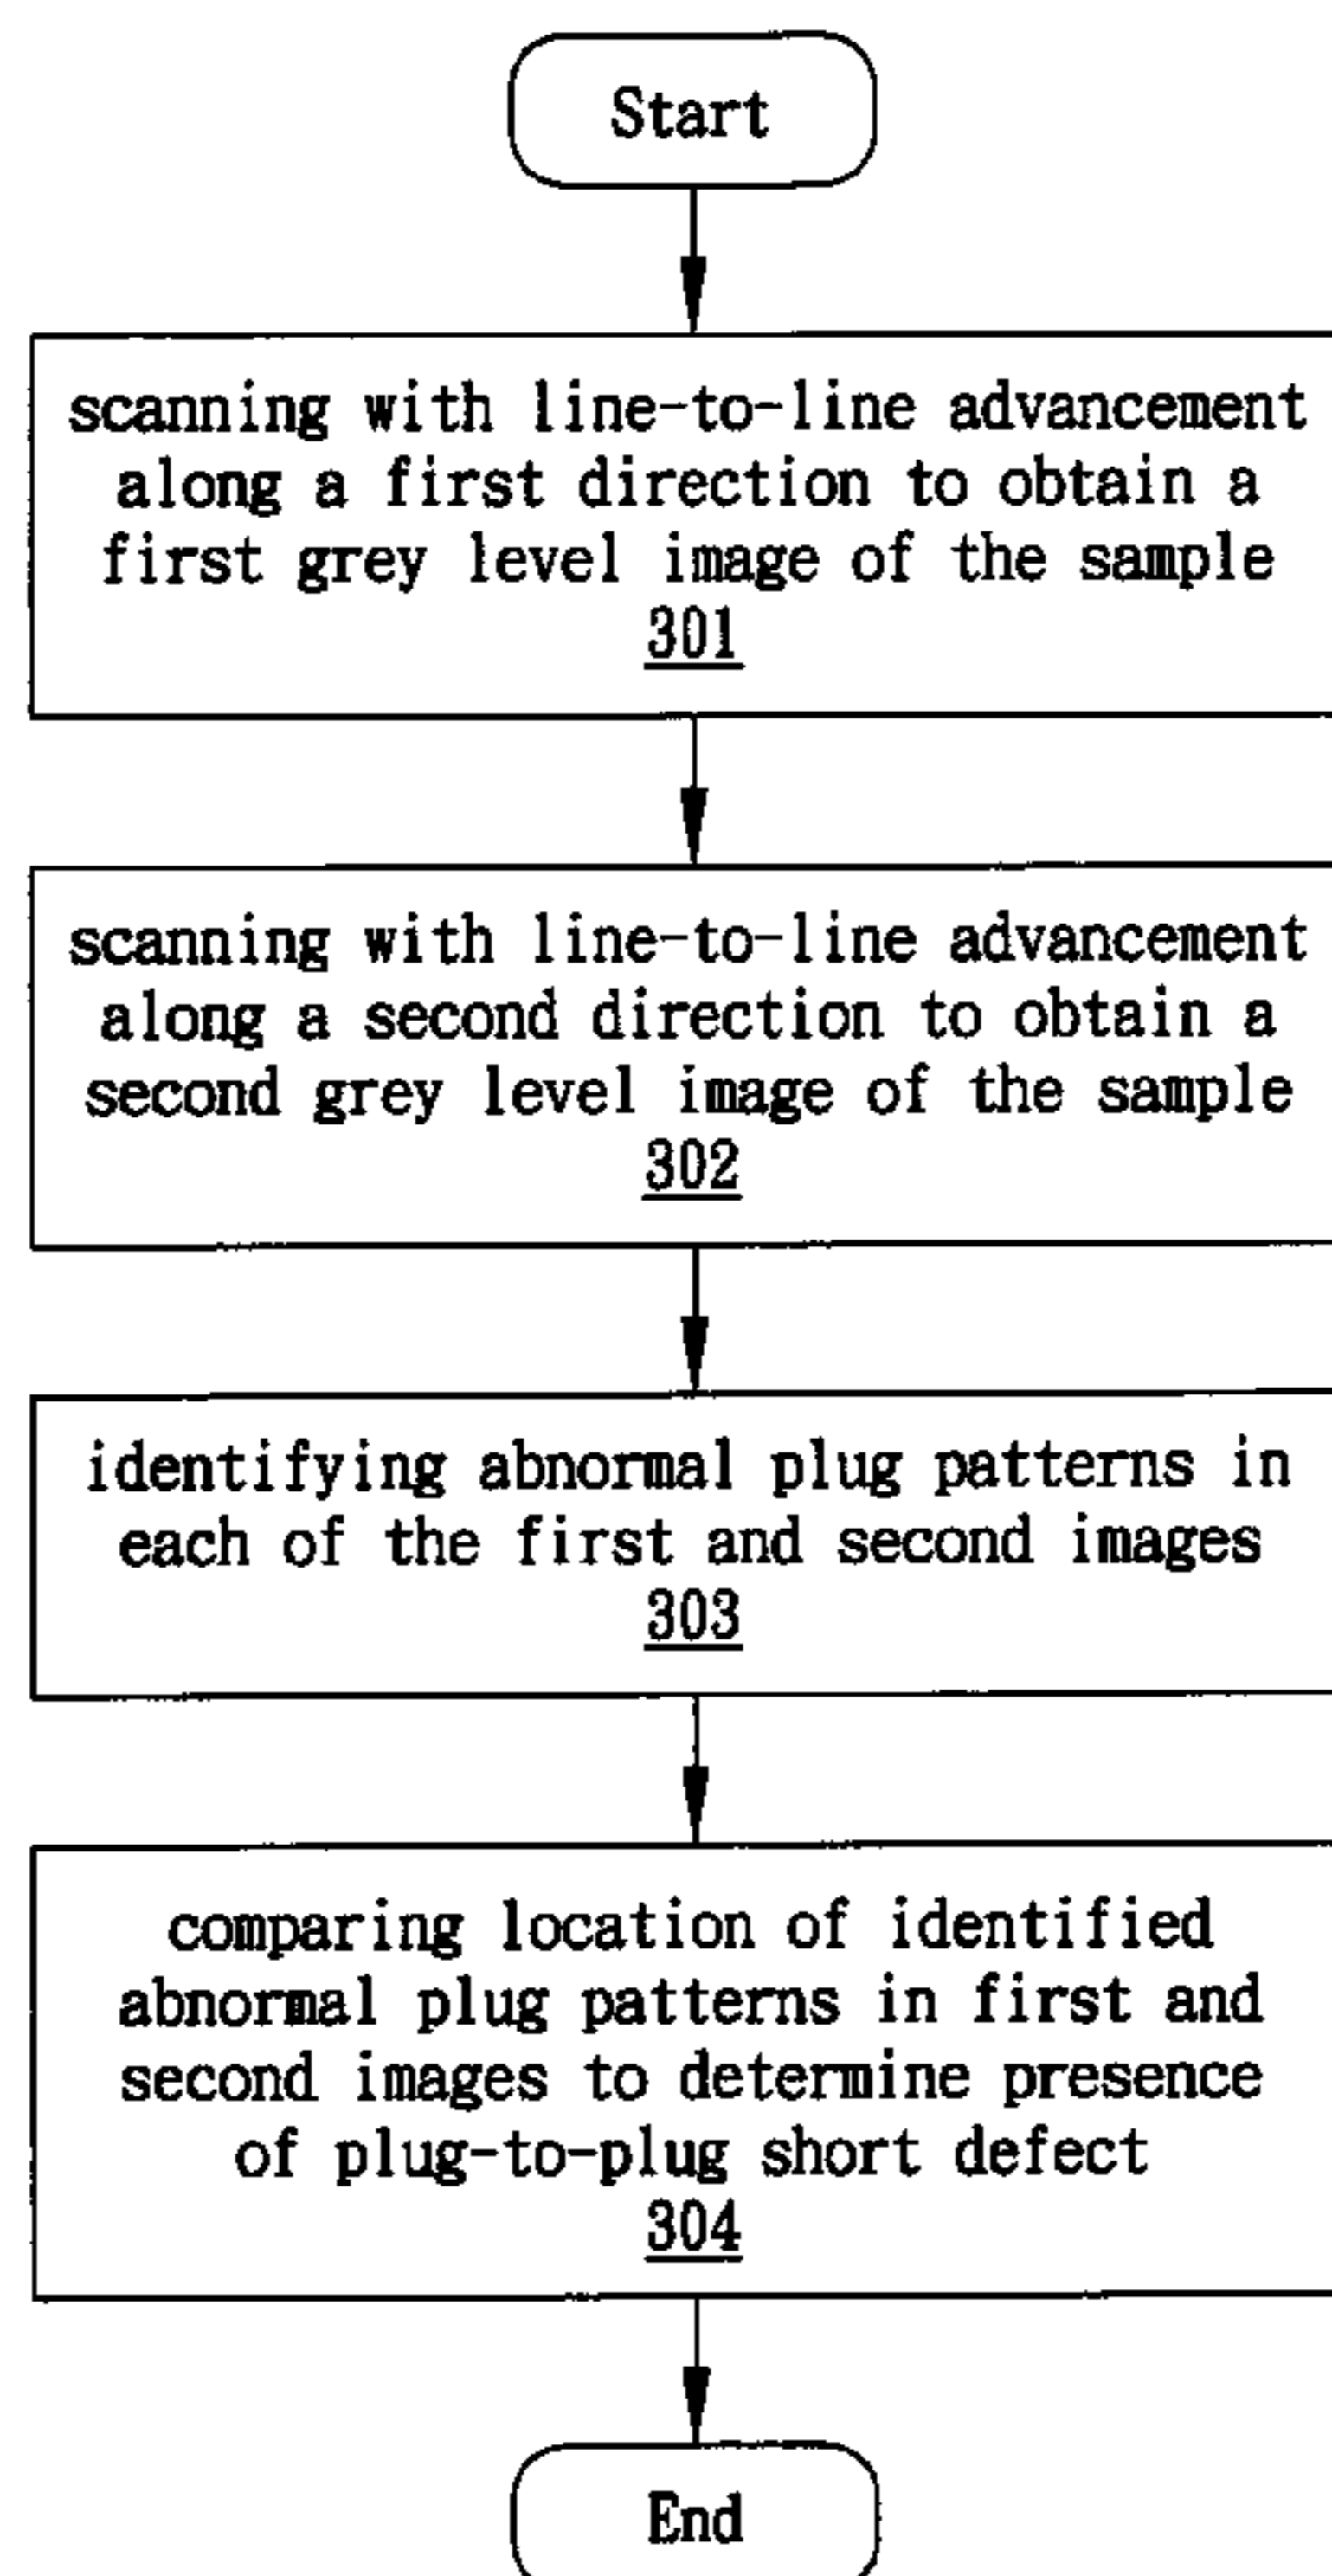 Start
scanning with line-to-line advancement
along a first direction to obtain a
first grey level image of the sample
301
scanning with line-to-line advancement
along a second direction to obtain a
second grey level image of the sample
302
identifying abnormal plug patterns in
each of the first and second images
303
comparing location of identified
abnormal plug patterns in first and
second images to determine presence
of plug-to-plug short defect
304
End